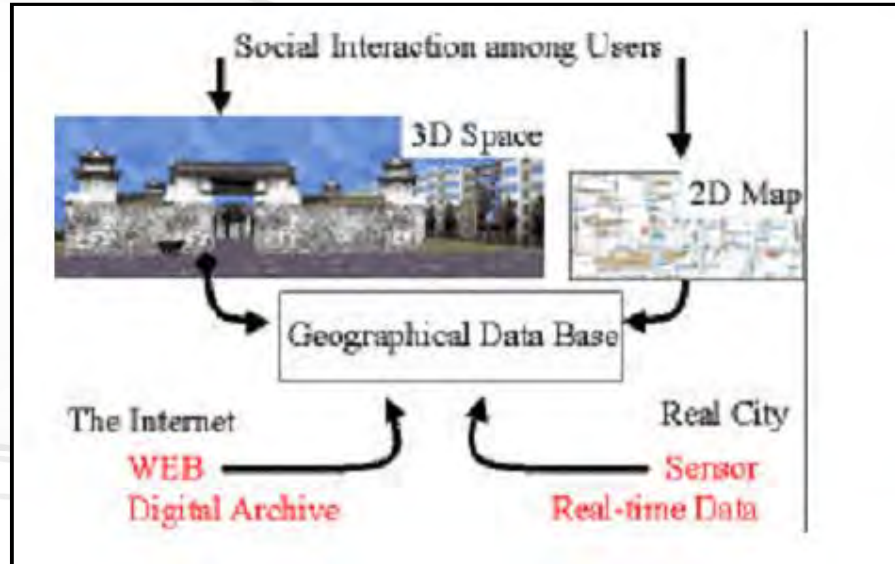 Social Interaction among Users
3D Space
2D Map
Geographical Data Base
The Internet
Real City
WEB
Sensor
Digital Archive
Real-time Data